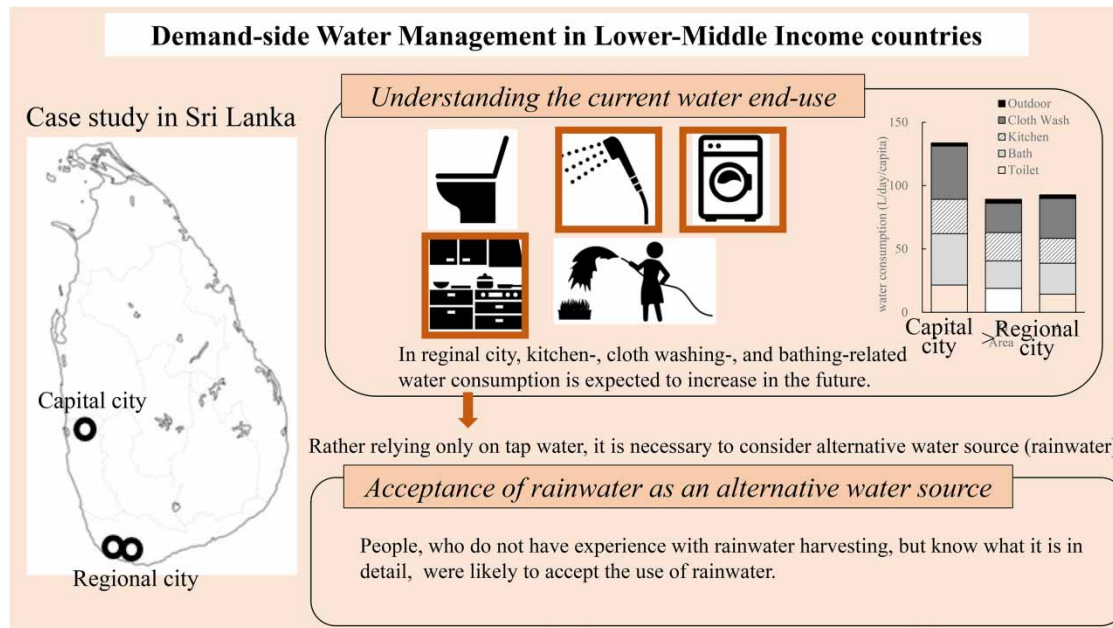 Demand-side Water Management in Lower-Middle Income countries
Case study in Sri Lanka
Capital city
Regional city
Understanding the current water end-use
Outdoor
Cloth Wash
Kitchen
Bath
Toilet
water consumption (L/day/capita)
150
100
50
0
Capital
city
Regional
city
Area
In reginal city, kitchen-, cloth washing-, and bathing-related
water consumption is expected to increase in the future.
Rather relying only on tap water, it is necessary to consider alternative water source (rainwater)
Acceptance of rainwater as an alternative water source
People, who do not have experience with rainwater harvesting, but know what it is in
detail, were likely to accept the use of rainwater.